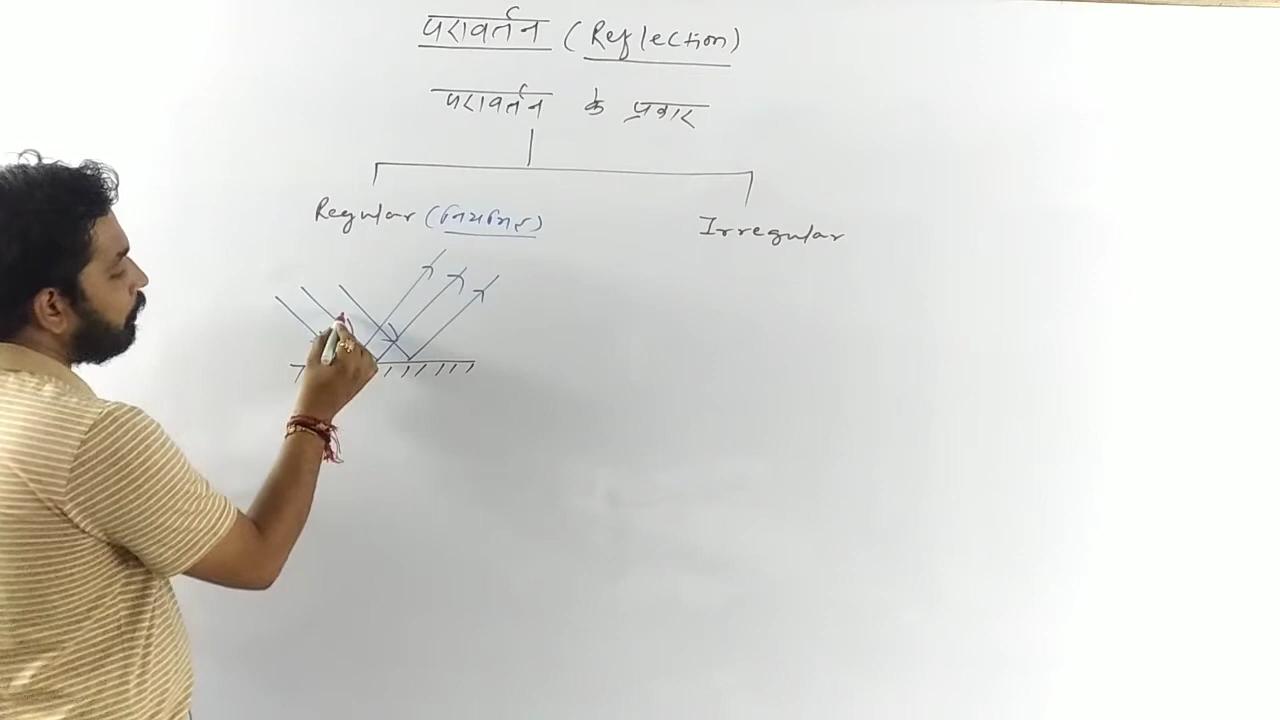 परावर्तन (Reflection)
परावर्तन के प्रकार
Regular (नियमित)
Irregular